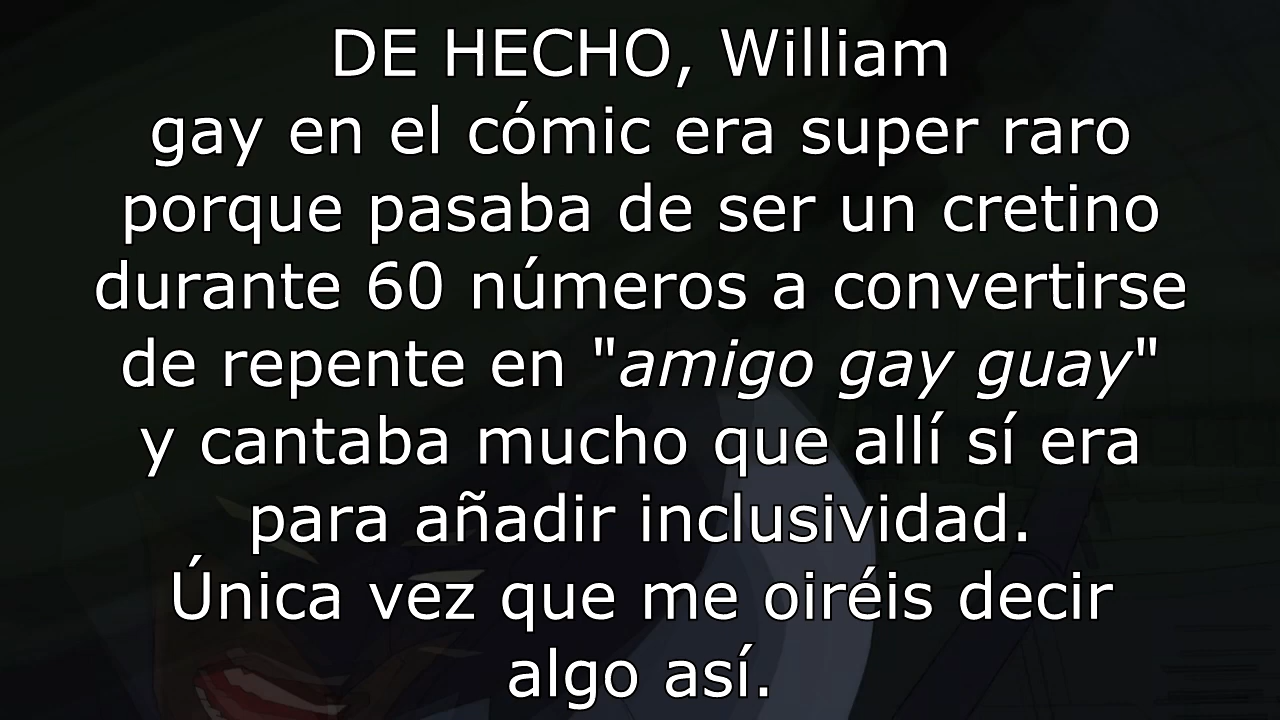 DE HECHO, William
gay en el cómic era super raro
porque pasaba de ser un cretino
durante 60 números a convertirse
de repente en "amigo gay guay"
y cantaba mucho que allí sí era
para añadir inclusividad.
Única vez que me oiréis decir
algo así.